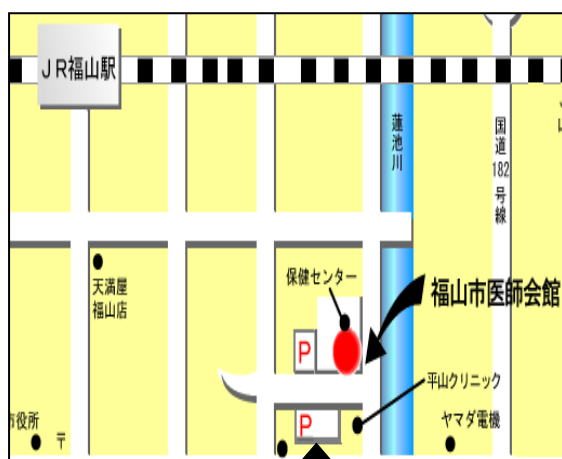 JR福山駅
蓮池川
国道182号線
天満屋
福山店
保健センター
福山市医師会館
P
平山クリニック
市役所
〒
P
ヤマダ電機